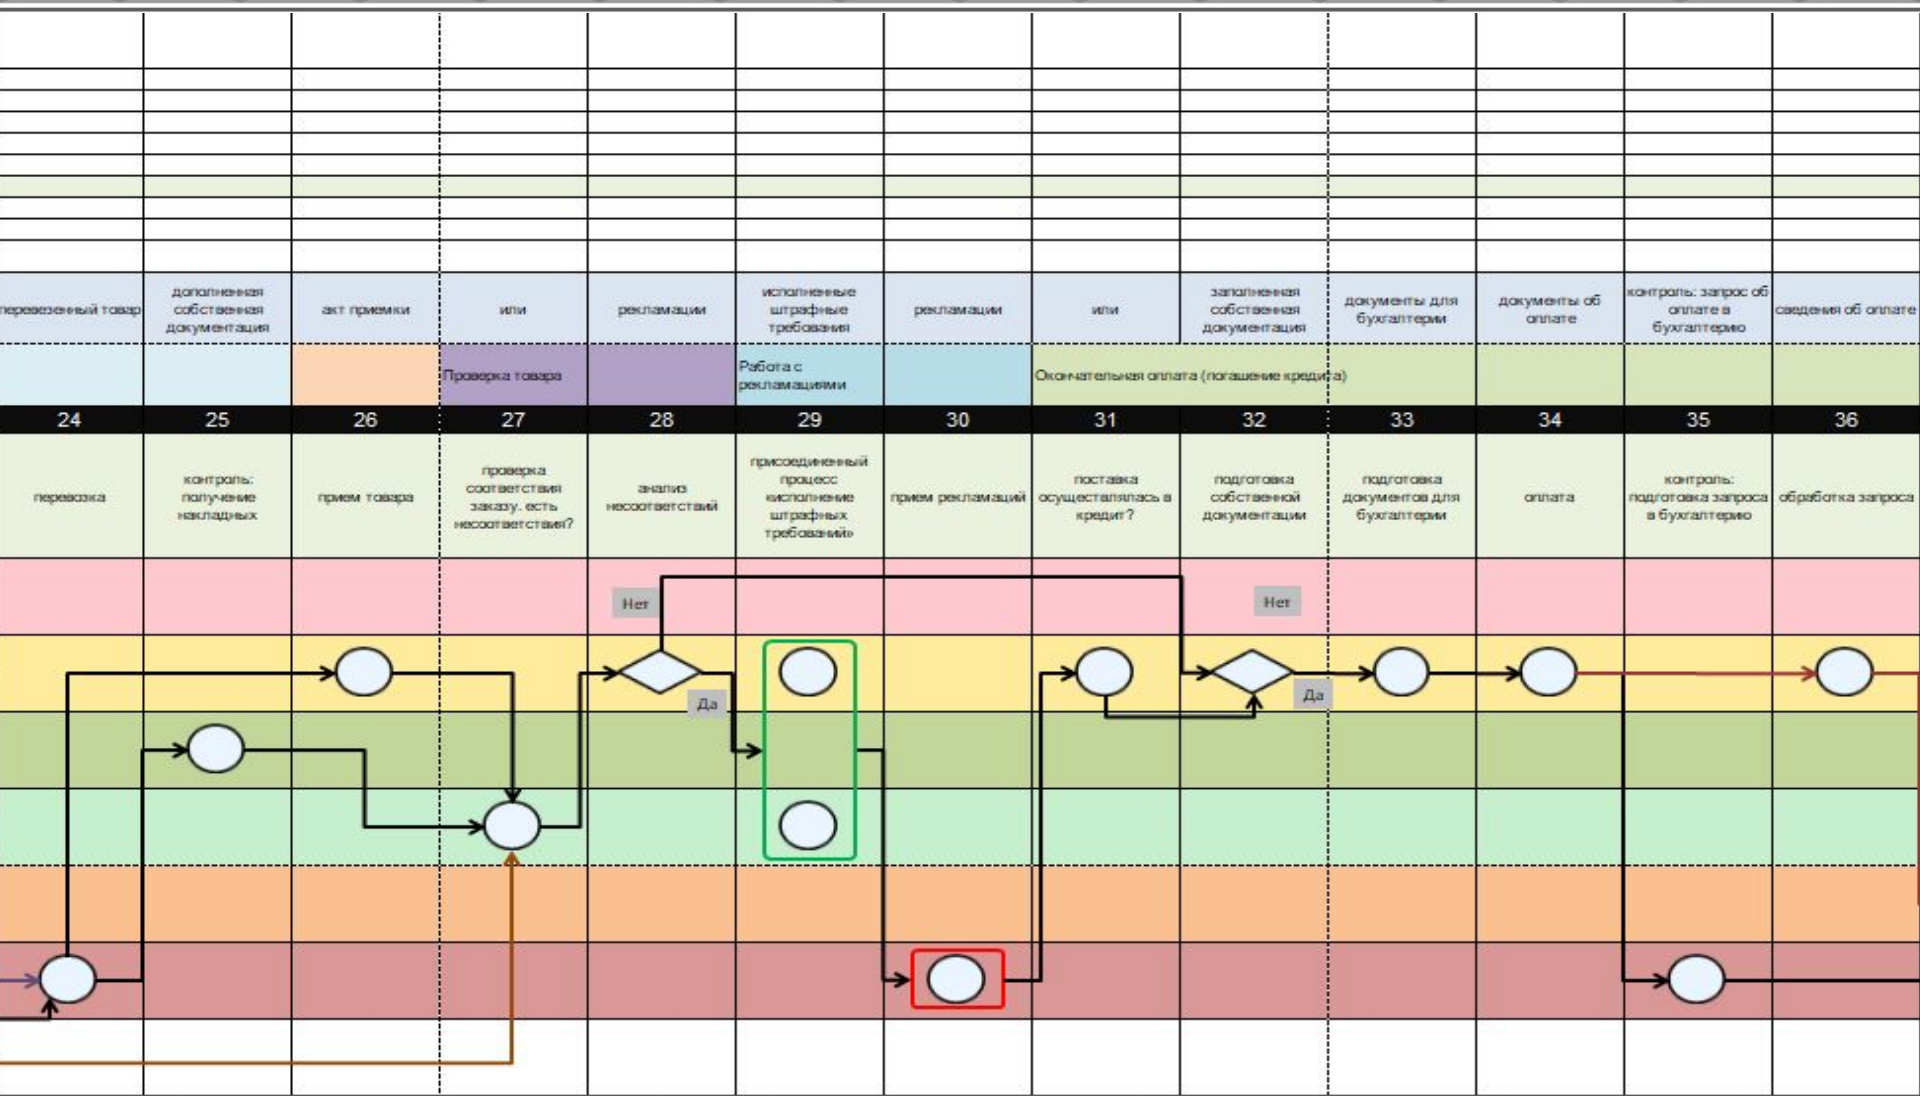 перевезенный товар
дополненная
собственная
документация
акт приемки
или
рекламации
исполненные
штрафные
требования
рекламации
или
заполненная
собственная
документация
документы для
бухгалтерии
документы об
оплате
контроль: запрос об
оплате в
бухгалтерию
сведения об оплате
Проверка товара
Работа с
рекламациями
Окончательная оплата (погашение кредита)
24
25
26
27
28
29
30
31
32
33
34
35
36
перевозка
контроль:
получение
накладных
прием товара
проверка
соответствия
заказу. есть
несоответствия?
анализ
несоответствий
присоединенный
процесс
«исполнение
штрафных
требований»
прием рекламаций
поставка
осуществлялась в
кредит?
подготовка
собственной
документации
подготовка
документов для
бухгалтерии
оплата
контроль:
подготовка запроса
в бухгалтерию
обработка запроса
Нет
Нет
Да
Да